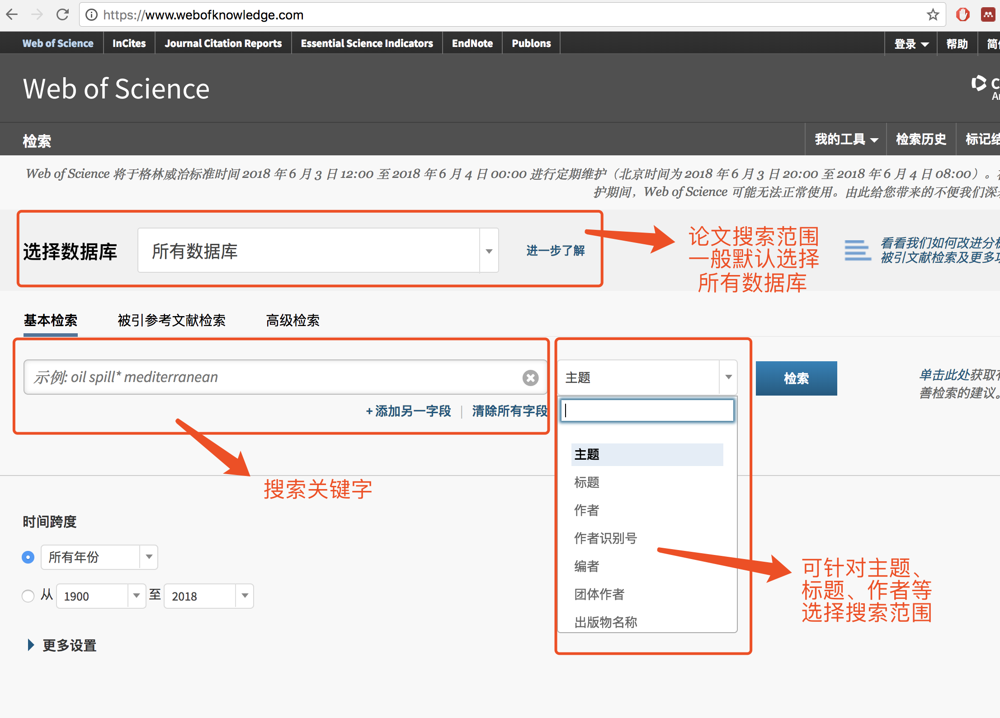 https://www.webofknowledge.com
Web of Science InCites Journal Citation Reports Essential Science Indicators EndNote Publons 登录 帮助
Web of Science
检索 我的工具 检索历史 标记结
Web of Science 将于格林威治标准时间 2018 年 6 月 3 日 12:00 至 2018 年 6 月 4 日 00:00 进行定期维护（北京时间为 2018 年 6 月 3 日 20:00 至 2018 年 6 月 4 日 08:00）。在
护期间，Web of Science 可能无法正常使用。由此给您带来的不便我们深
选择数据库 所有数据库 进一步了解
论文搜索范围
一般默认选择
所有数据库
看看我们如何改进分析
被引文献检索及更多
基本检索 被引参考文献检索 高级检索
示例: oil spill* mediterranean 主题 检索
单击此处获取有
善检索的建议。
+ 添加另一字段 | 清除所有字段
主题
标题
作者
作者识别号
编者
团体作者
出版物名称
搜索关键字
可针对主题、
标题、作者等
选择搜索范围
时间跨度
所有年份
从 1900 至 2018
更多设置